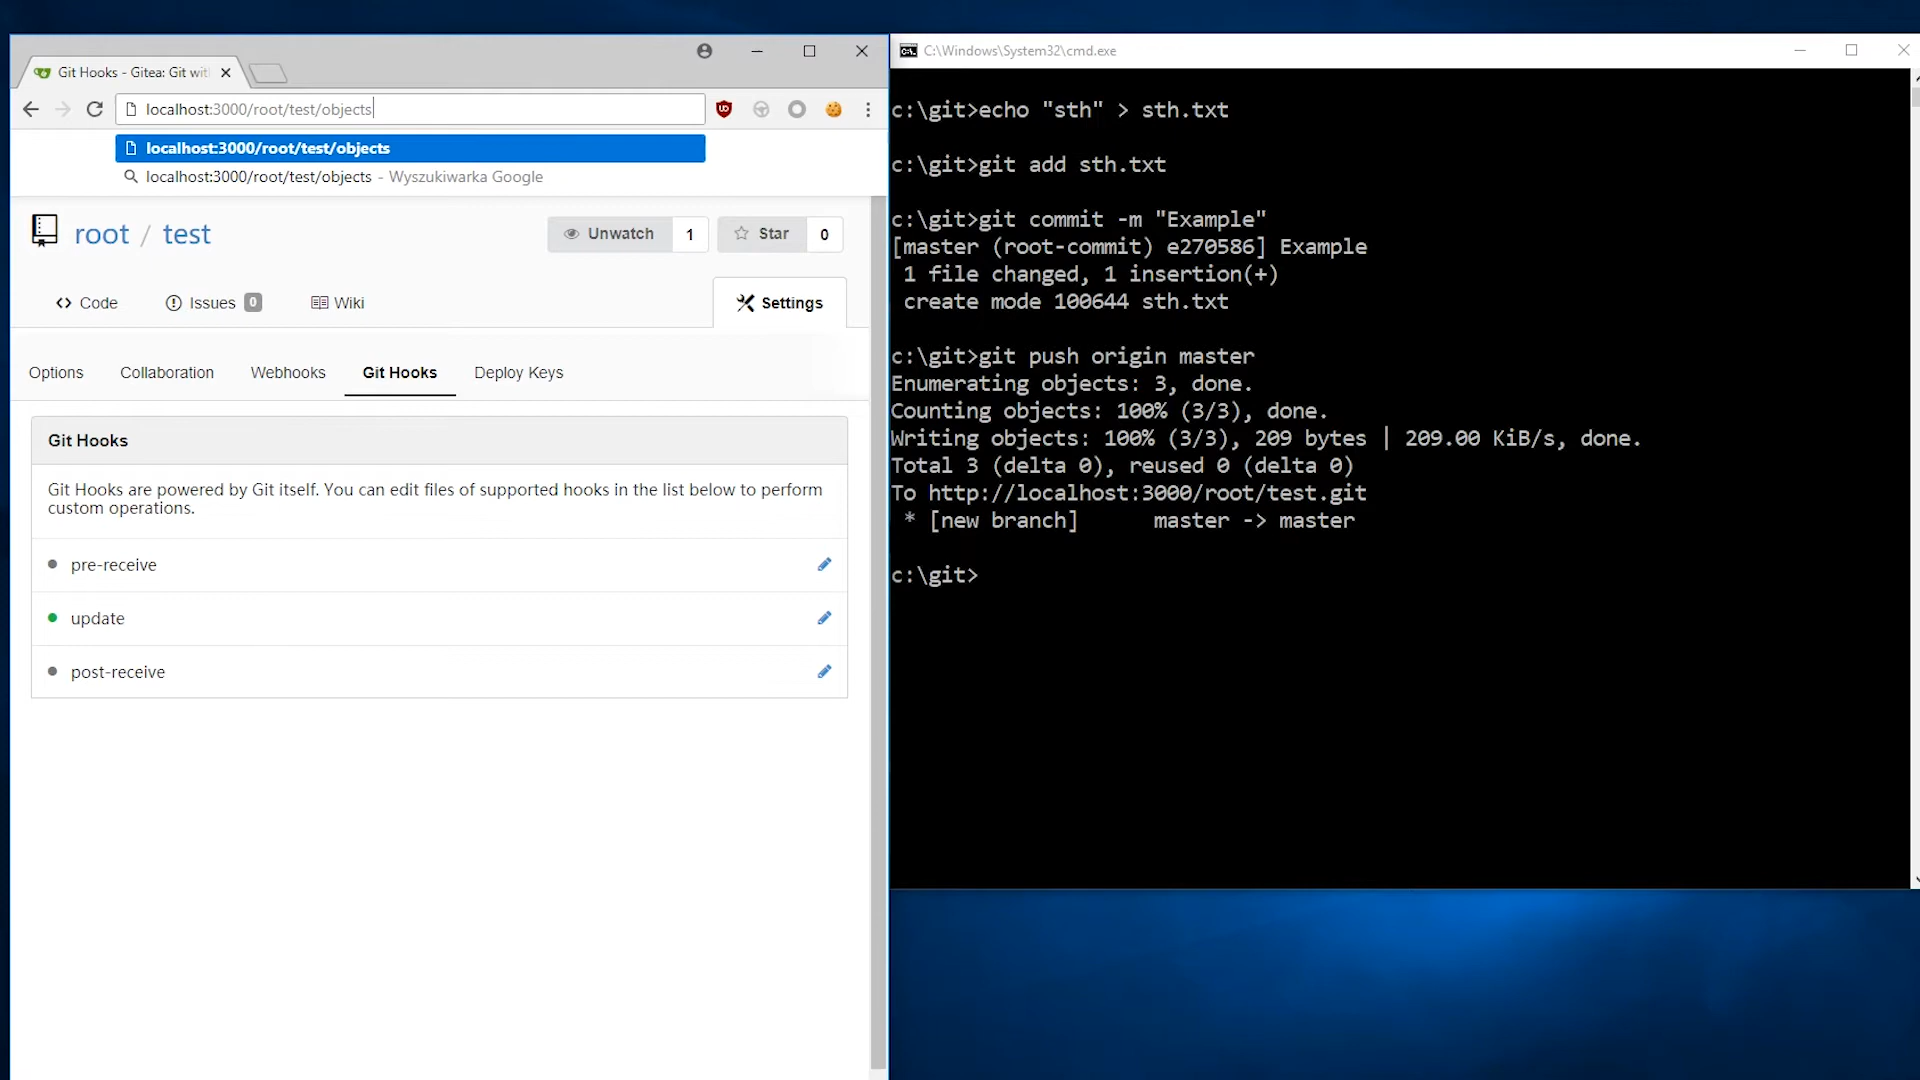 Git Hooks - Gitea: Git wit
localhost:3000/root/test/objects
localhost:3000/root/test/objects
localhost:3000/root/test/objects - Wyszukiwarka Google
root / test
Unwatch 1
Star 0
Code
Issues 0
Wiki
Settings
Options
Collaboration
Webhooks
Git Hooks
Deploy Keys
Git Hooks
Git Hooks are powered by Git itself. You can edit files of supported hooks in the list below to perform
custom operations.
pre-receive
update
post-receive
C:\Windows\System32\cmd.exe
c:\git>echo "sth" > sth.txt
c:\git>git add sth.txt
c:\git>git commit -m "Example"
[master (root-commit) e270586] Example
1 file changed, 1 insertion(+)
create mode 100644 sth.txt
c:\git>git push origin master
Enumerating objects: 3, done.
Counting objects: 100% (3/3), done.
Writing objects: 100% (3/3), 209 bytes | 209.00 KiB/s, done.
Total 3 (delta 0), reused 0 (delta 0)
To http://localhost:3000/root/test.git
* [new branch]      master -> master
c:\git>